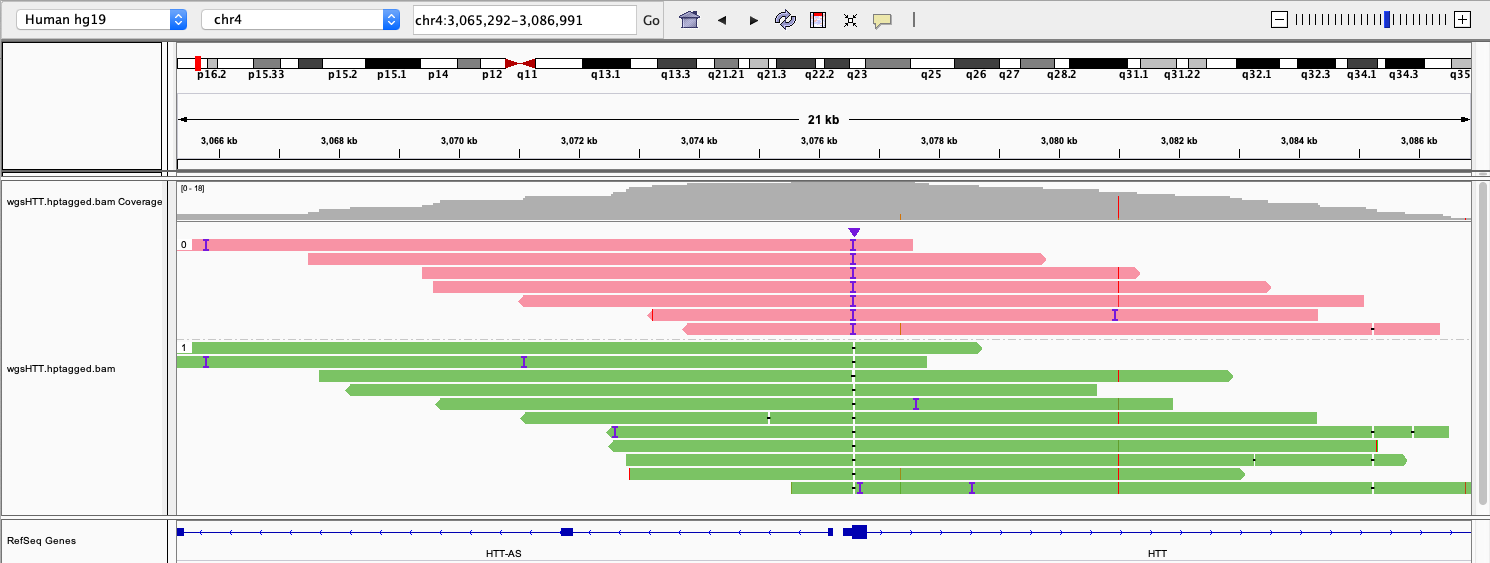 Human hg19 chr4 chr4:3,065,292-3,086,991 Go
p16.2 p15.33 p15.2 p15.1 p14 p12 q11 q13.1 q13.3 q21.21 q21.3 q22.2 q23 q25 q26 q27 q28.2 q31.1 q31.22 q32.1 q32.3 q34.1 q34.3 q35
21 kb
3,066 kb 3,068 kb 3,070 kb 3,072 kb 3,074 kb 3,076 kb 3,078 kb 3,080 kb 3,082 kb 3,084 kb 3,086 kb
[0 - 18]
wgsHTT.hptagged.bam Coverage
0
1
wgsHTT.hptagged.bam
RefSeq Genes
HTT-AS HTT